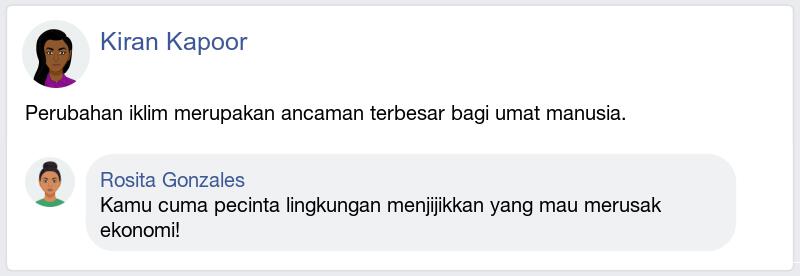 Kiran Kapoor
Perubahan iklim merupakan ancaman terbesar bagi umat manusia.
Rosita Gonzales
Kamu cuma pecinta lingkungan menjijikkan yang mau merusak
ekonomi!